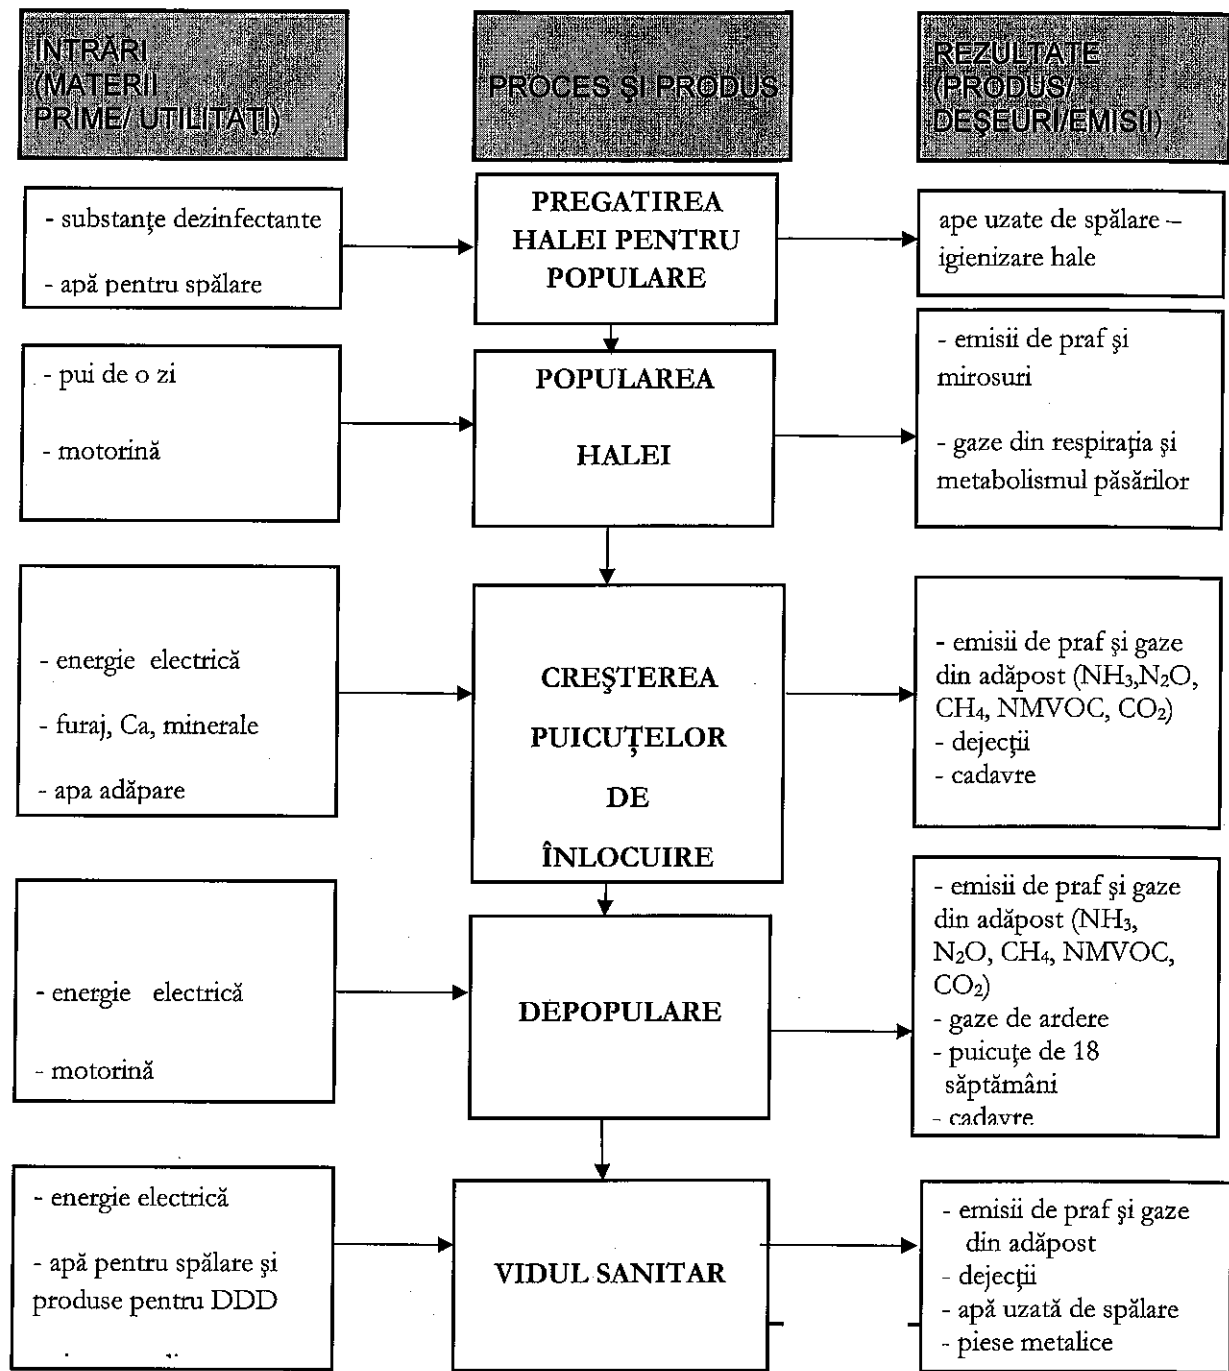 INTRĂRI
(MATERII
PRIME/ UTILITAŢI)
PROCES ŞI PRODUS
REZULTATE
(PRODUS/
DEŞEURI/EMISII)
- substanţe dezinfectante
- apă pentru spălare
PREGATIREA
HALEI PENTRU
POPULARE
ape uzate de spălare –
igienizare hale
- pui de o zi
- motorină
POPULAREA
HALEI
- emisii de praf şi
mirosuri
- gaze din respiraţia şi
metabolismul păsărilor
- energie electrică
- furaj, Ca, minerale
- apa adăpare
CREŞTEREA
PUICUŢELOR
DE
ÎNLOCUIRE
- emisii de praf şi gaze
din adăpost (NH₃,N₂O,
CH₄, NMVOC, CO₂)
- dejecţii
- cadavre
- energie electrică
- motorină
DEPOPULARE
- emisii de praf şi gaze
din adăpost (NH₃,
N₂O, CH₄, NMVOC,
CO₂)
- gaze de ardere
- puicuţe de 18
săptămâni
- cadavre
- energie electrică
- apă pentru spălare şi
produse pentru DDD
VIDUL SANITAR
- emisii de praf şi gaze
din adăpost
- dejecţii
- apă uzată de spălare
- piese metalice